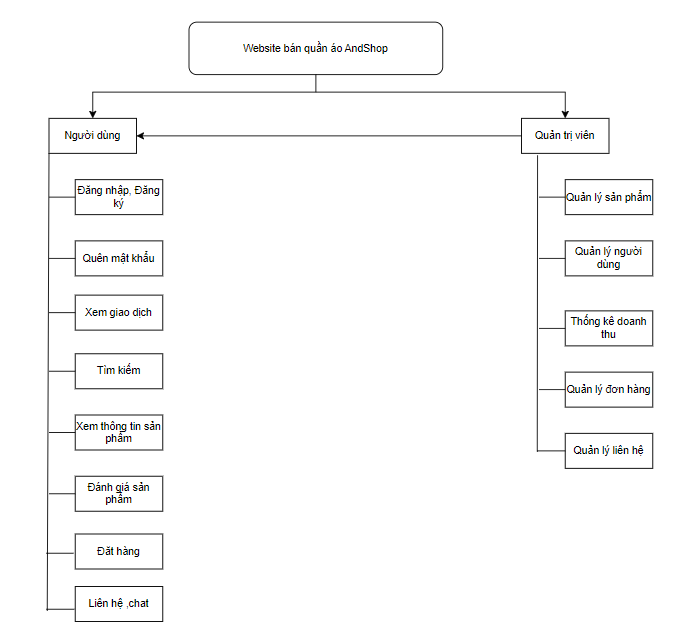 Website bán quần áo AndShop
Người dùng
Quản trị viên
Đăng nhập, Đăng
ký
Quên mật khẩu
Xem giao dịch
Tìm kiếm
Xem thông tin sản
phẩm
Đánh giá sản
phẩm
Đăt hàng
Liên hệ ,chat
Quản lý sản phẩm
Quản lý người
dùng
Thống kê doanh
thu
Quản lý đơn hàng
Quản lý liên hệ